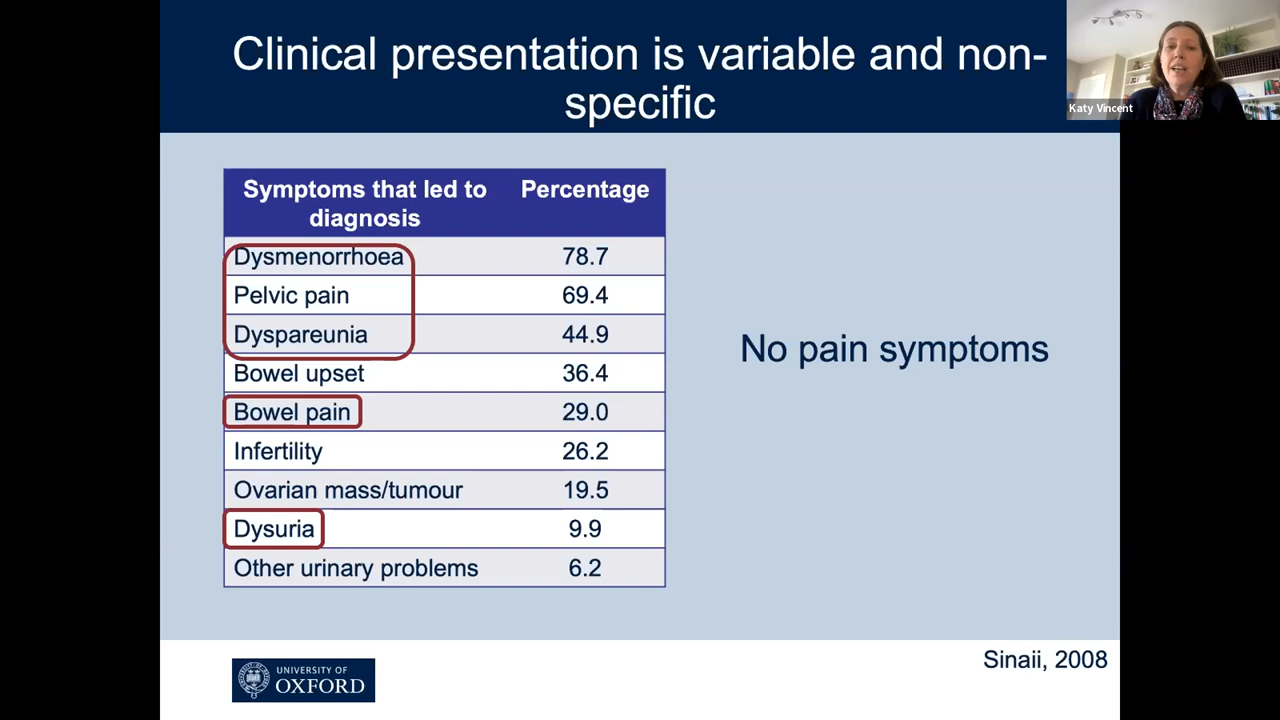 Clinical presentation is variable and non-
specific
Katy Vincent
Symptoms that led to diagnosis Percentage
Dysmenorrhoea 78.7
Pelvic pain 69.4
Dyspareunia 44.9
Bowel upset 36.4
Bowel pain 29.0
Infertility 26.2
Ovarian mass/tumour 19.5
Dysuria 9.9
Other urinary problems 6.2
No pain symptoms
Sinaii, 2008
UNIVERSITY OF
OXFORD